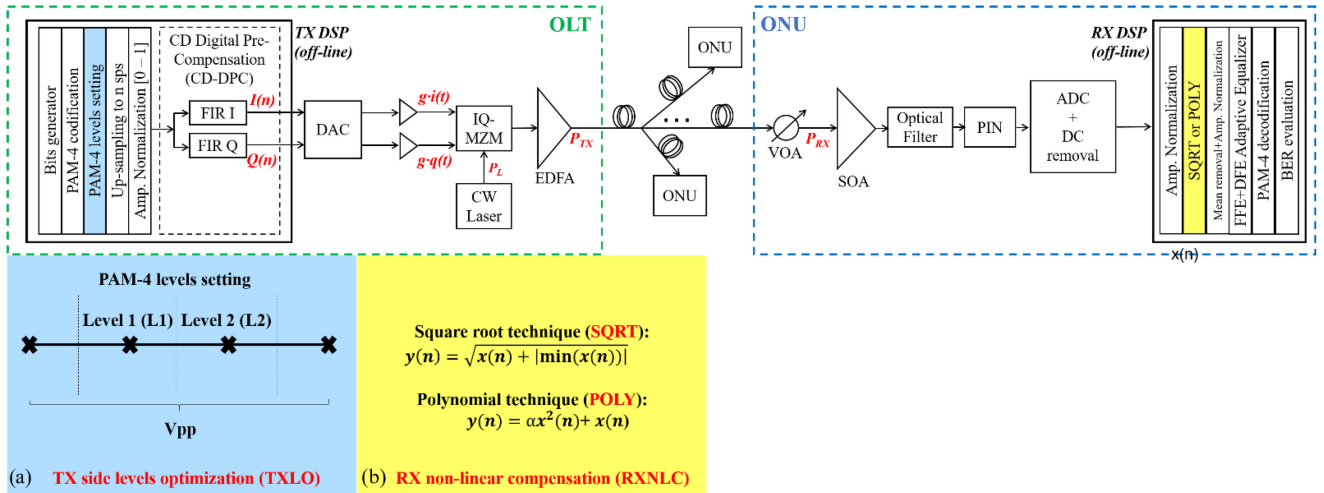 OLT
ONU
TX DSP
(off-line)
Bits generator
PAM-4 codification
PAM-4 levels setting
Up-sampling to n sps
Amp. Normalization [0 – 1]
CD Digital Pre-
Compensation
(CD-DPC)
FIR I
FIR Q
I(n)
Q(n)
DAC
g·i(t)
g·q(t)
IQ-
MZM
P_L
CW
Laser
EDFA
P_TX
ONU
...
ONU
VOA
P_RX
SOA
Optical
Filter
PIN
ADC
+
DC
removal
RX DSP
(off-line)
Amp. Normalization
SQRT or POLY
Mean removal+Amp. Normalization
FFE+DFE Adaptive Equalizer
PAM-4 decodification
BER evaluation
x(n)
PAM-4 levels setting
Level 1 (L1)
Level 2 (L2)
Vpp
(a) TX side levels optimization (TXLO)
Square root technique (SQRT):
y(n) = √(x(n) + |min(x(n))|)
Polynomial technique (POLY):
y(n) = αx²(n)+ x(n)
(b) RX non-linear compensation (RXNLC)